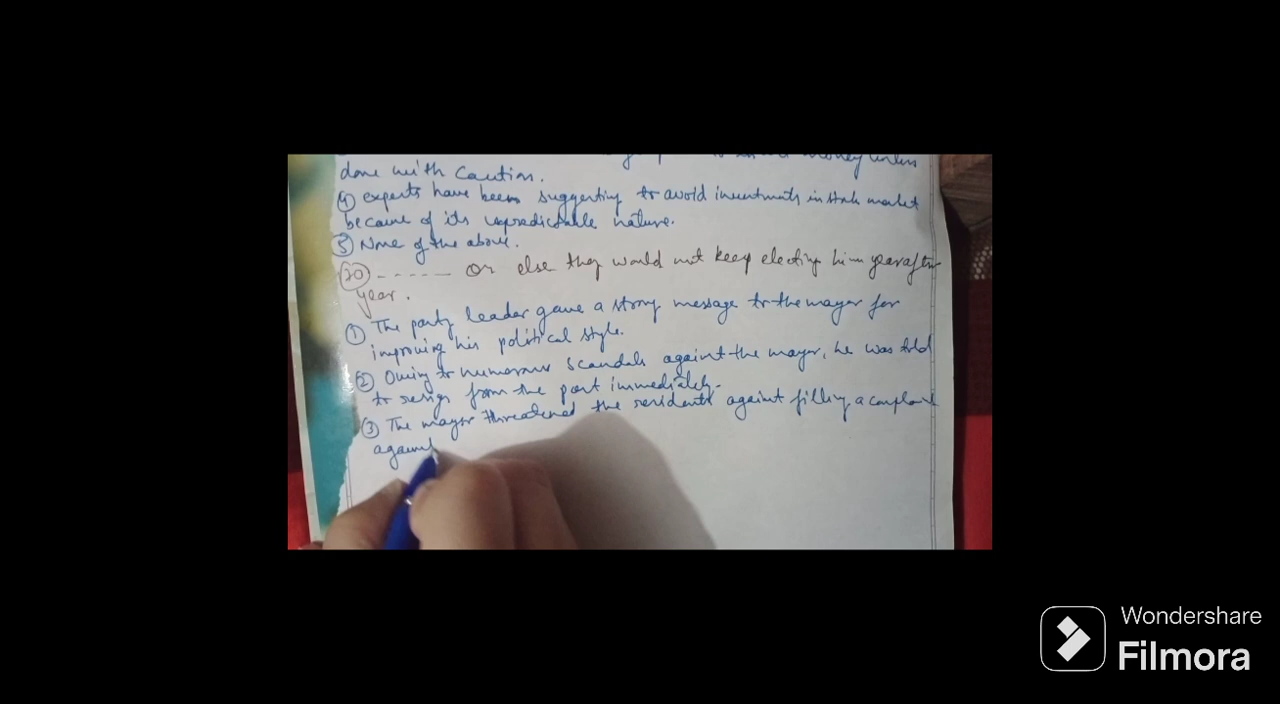 money unless
done with Caution.
④ experts have been suggesting to avoid investments in stock market
because of its unpredictable nature.
⑤ None of the above.
⑳ ------ Or else they would not keep electing him year after
year.
① The party leader gave a strong message to the mayor for
improving his political style.
② Owing to numerous scandals against the mayor, he was told
to resign from the post immediately.
③ The mayor threatened the residents against filling a complaint
against
Wondershare
Filmora